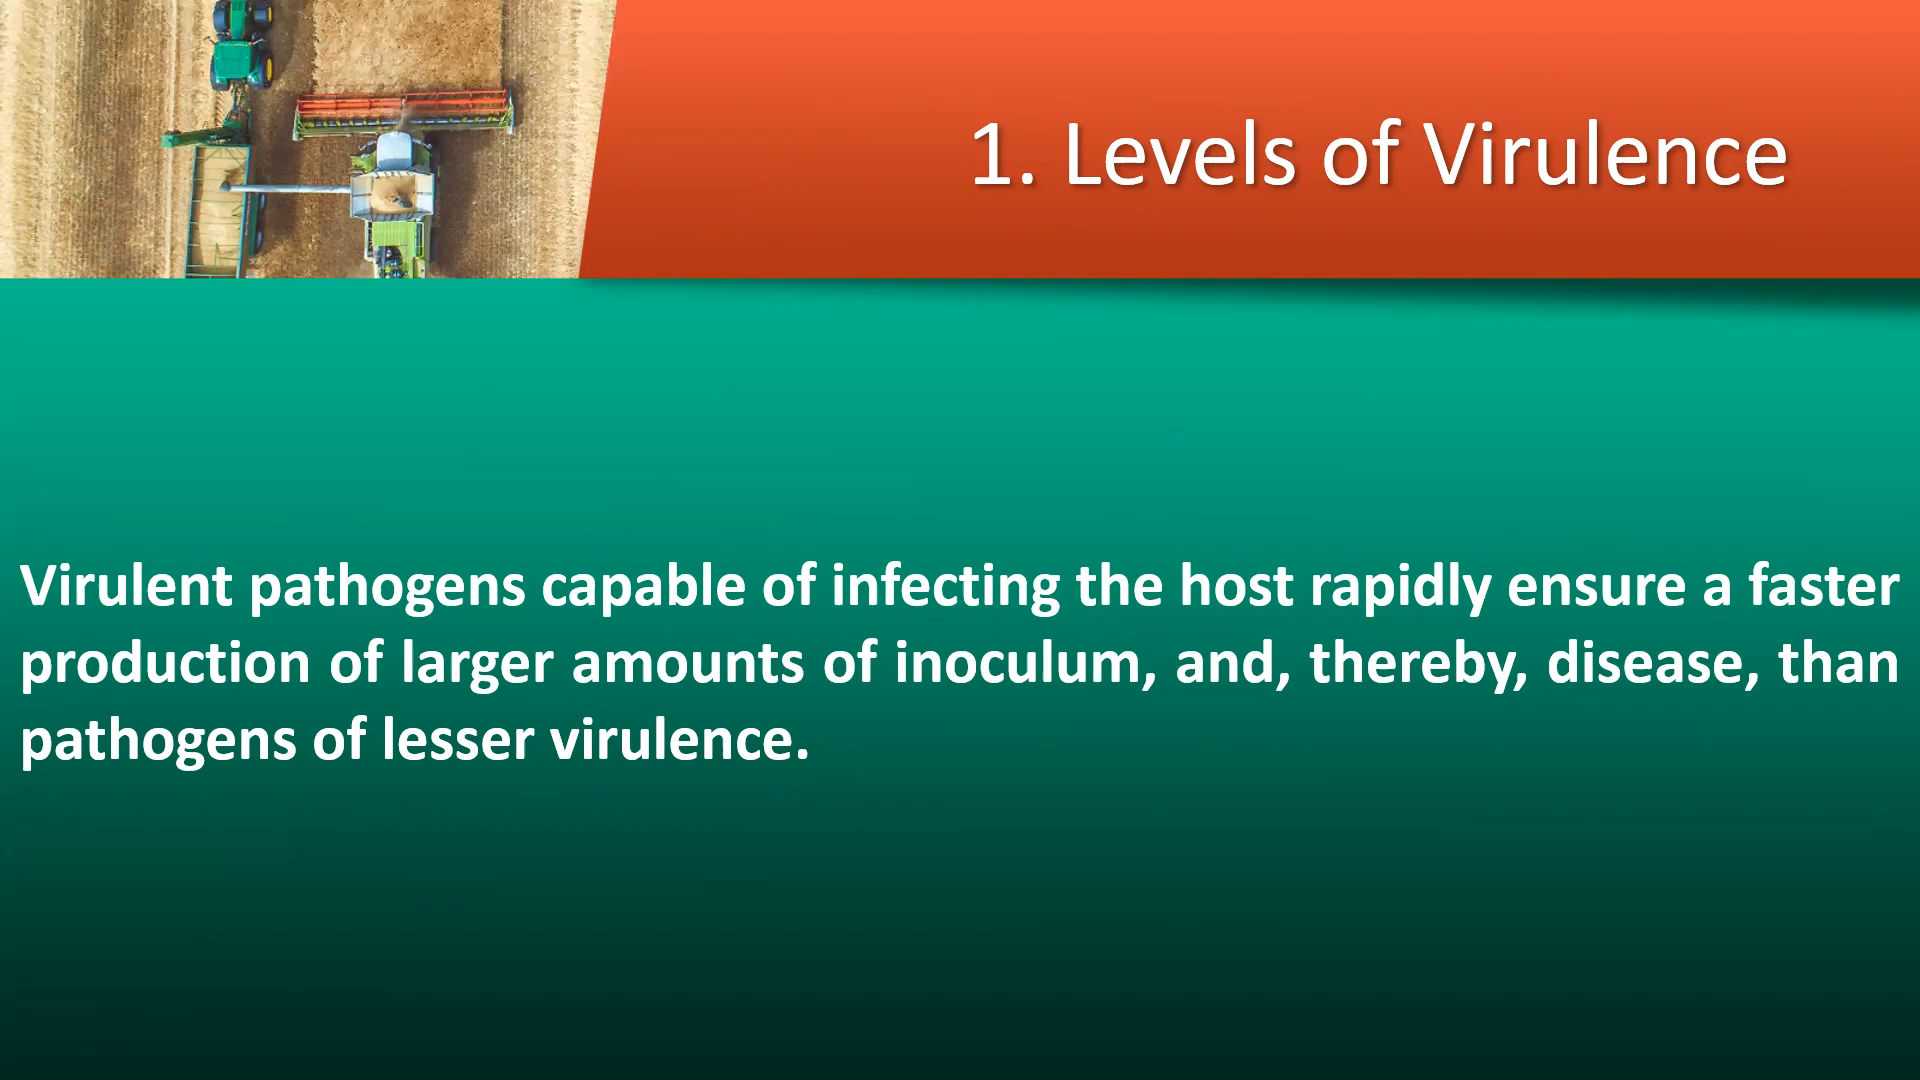 1. Levels of Virulence
Virulent pathogens capable of infecting the host rapidly ensure a faster
production of larger amounts of inoculum, and, thereby, disease, than
pathogens of lesser virulence.